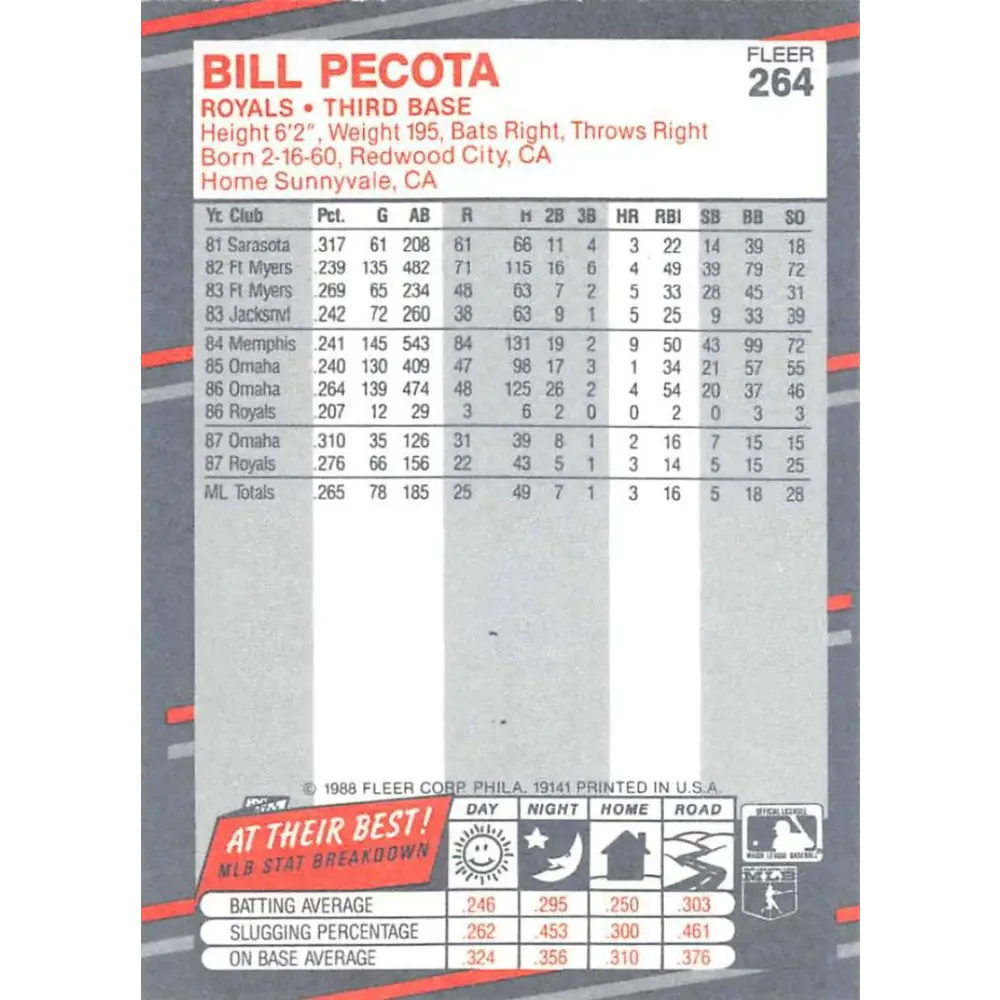 FLEER
264
BILL PECOTA
ROYALS • THIRD BASE
Height 6'2", Weight 195, Bats Right, Throws Right
Born 2-16-60, Redwood City, CA
Home Sunnyvale, CA
Yr. Club Pct. G AB R H 2B 3B HR RBI SB BB SO
81 Sarasota .317 61 208 61 66 11 4 3 22 14 39 18
82 Ft Myers .239 135 482 71 115 16 6 4 49 39 79 72
83 Ft Myers .269 65 234 48 63 7 2 5 33 28 45 31
83 Jacksnvl .242 72 260 38 63 9 1 5 25 9 33 39
84 Memphis .241 145 543 84 131 19 2 9 50 43 99 72
85 Omaha .240 130 409 47 98 17 3 1 34 21 57 55
86 Omaha .264 139 474 48 125 26 2 4 54 20 37 46
86 Royals .207 12 29 3 6 2 0 0 2 0 3 3
87 Omaha .310 35 126 31 39 8 1 2 16 7 15 15
87 Royals .276 66 156 22 43 5 1 3 14 5 15 25
ML Totals .265 78 185 25 49 7 1 3 16 5 18 28
© 1988 FLEER CORP. PHILA. 19141 PRINTED IN U.S.A.
AT THEIR BEST!
MLB STAT BREAKDOWN
DAY NIGHT HOME ROAD
OFFICIAL LICENSEE
MAJOR LEAGUE BASEBALL
BATTING AVERAGE .246 .295 .250 .303
SLUGGING PERCENTAGE .262 .453 .300 .461
ON BASE AVERAGE .324 .356 .310 .376